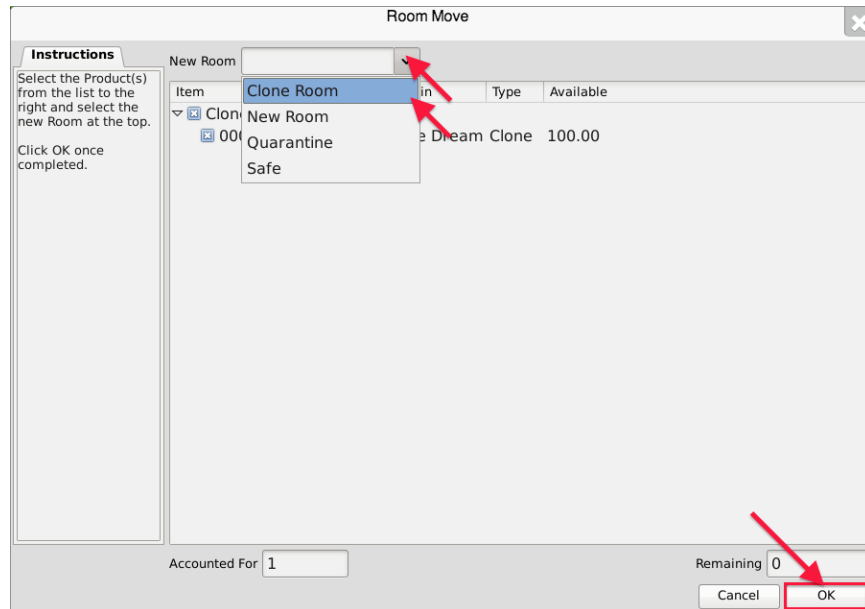 Room Move
Instructions
Select the Product(s)
from the list to the
right and select the
new Room at the top.
Click OK once
completed.
New Room
Clone Room
New Room
Quarantine
Safe
Item in Type Available
Clon
000 e Dream Clone 100.00
Accounted For 1
Remaining 0
Cancel OK